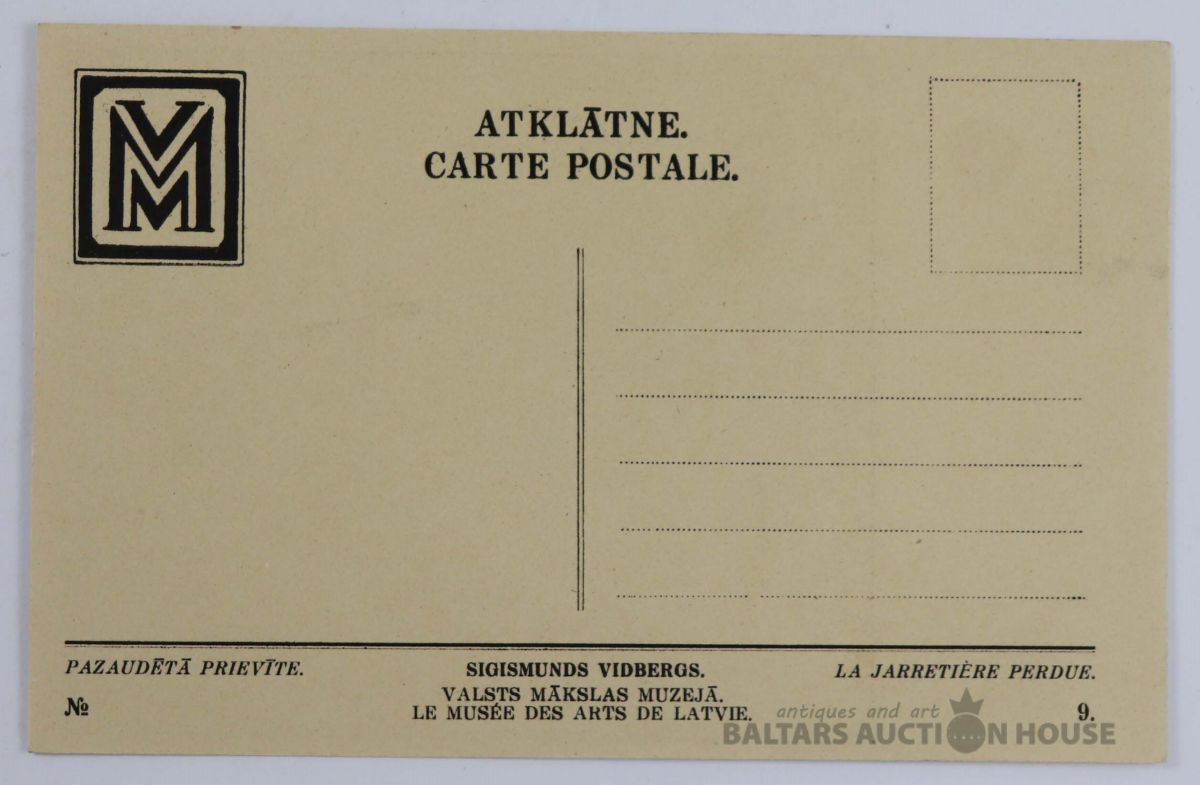 VMM
ATKLĀTNE.
CARTE POSTALE.
PAZAUDĒTĀ PRIEVĪTE.
SIGISMUNDS VIDBERGS.
LA JARRETIÈRE PERDUE.
VALSTS MĀKSLAS MUZEJĀ.
LE MUSÉE DES ARTS DE LATVIE.
№
9.
antiques and art
BALTARS AUCTION HOUSE